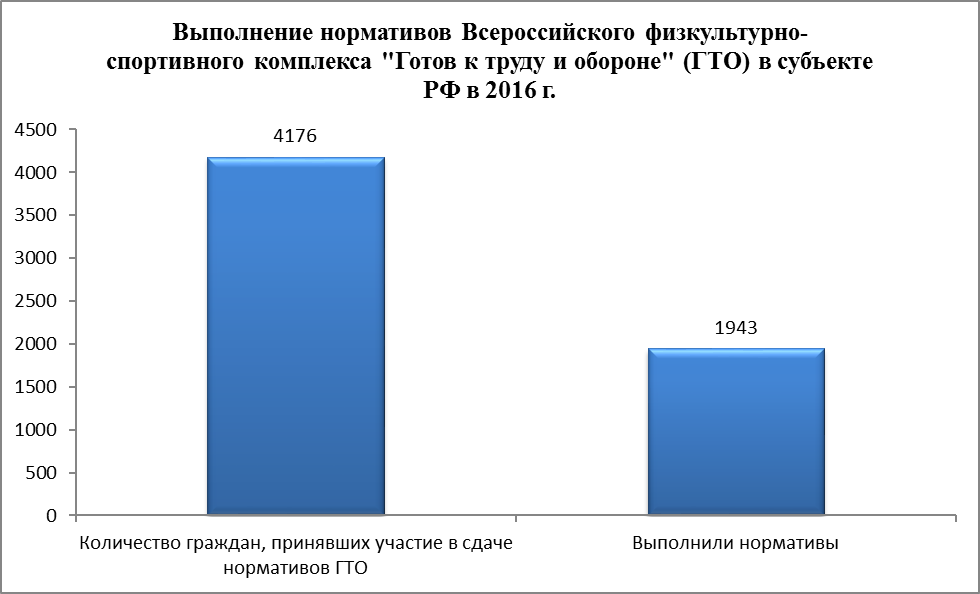 Выполнение нормативов Всероссийского физкультурно-
спортивного комплекса "Готов к труду и обороне" (ГТО) в субъекте
РФ в 2016 г.
4500
4000
3500
3000
2500
2000
1500
1000
500
0
4176
1943
Количество граждан, принявших участие в сдаче
нормативов ГТО
Выполнили нормативы